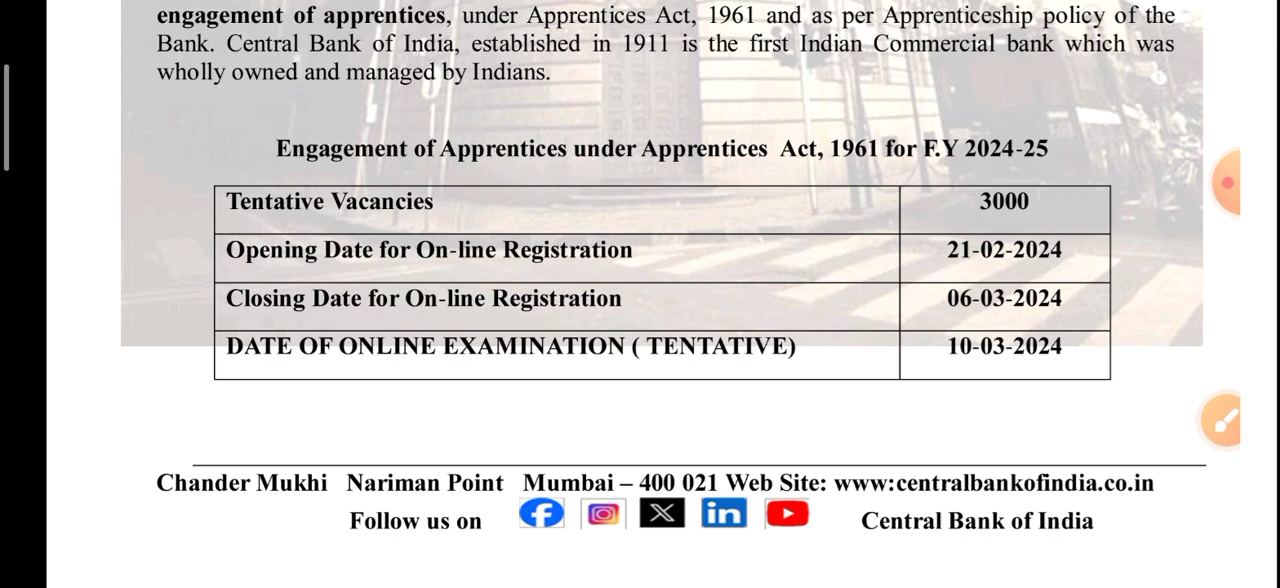 engagement of apprentices, under Apprentices Act, 1961 and as per Apprenticeship policy of the
Bank. Central Bank of India, established in 1911 is the first Indian Commercial bank which was
wholly owned and managed by Indians.
Engagement of Apprentices under Apprentices Act, 1961 for F.Y 2024-25
Tentative Vacancies 3000
Opening Date for On-line Registration 21-02-2024
Closing Date for On-line Registration 06-03-2024
DATE OF ONLINE EXAMINATION ( TENTATIVE) 10-03-2024
Chander Mukhi Nariman Point Mumbai – 400 021 Web Site: www:centralbankofindia.co.in
Follow us on Central Bank of India